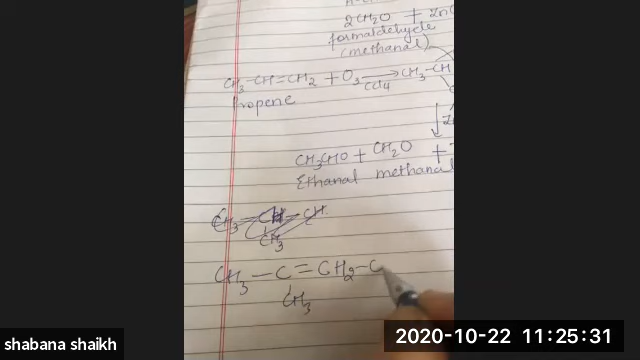 2CH2O + Zn
formaldehyde
(methanal)
CH3-CH=CH2 + O3 → CH3-CH
CCl4
Propene
CH3CHO + CH2O +
Ethanal methanal
CH3 - C = CH2 - C
CH3
shabana shaikh
2020-10-22 11:25:31